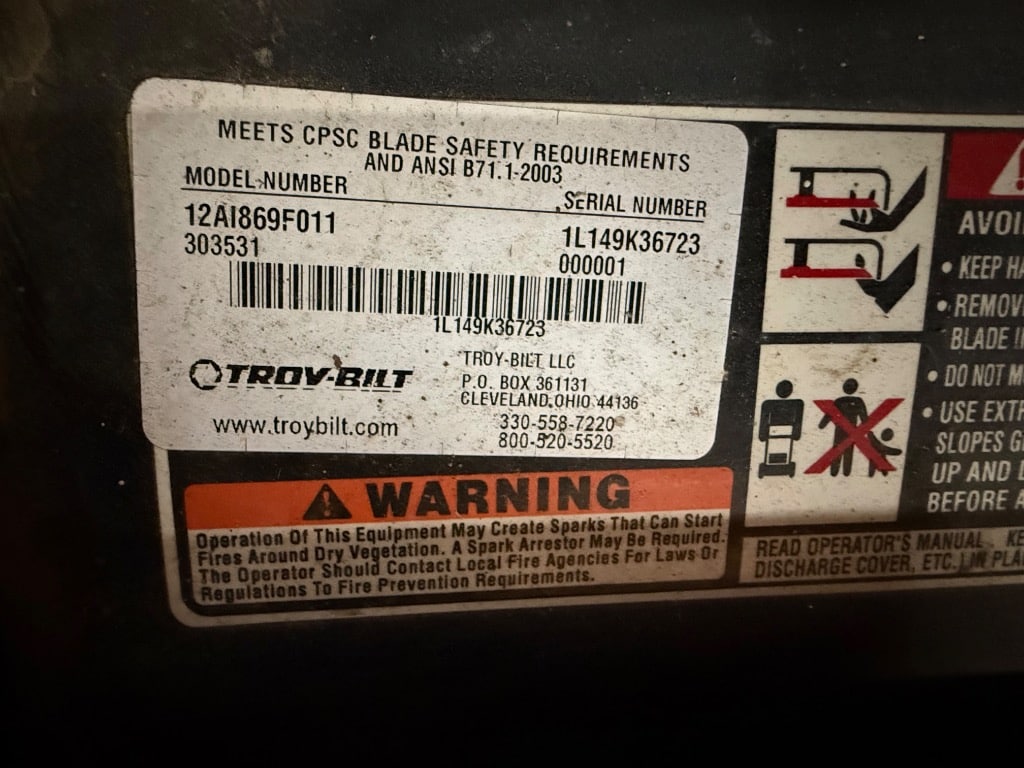 MEETS CPSC BLADE SAFETY REQUIREMENTS
AND ANSI B71.1-2003
MODEL NUMBER
SERIAL NUMBER
12AI869F011
1L149K36723
303531
000001
1L149K36723
TROY-BILT
TROY-BILT LLC
P.O. BOX 361131
CLEVELAND,OHIO 44136
www.troybilt.com
330-558-7220
800-520-5520
WARNING
Operation Of This Equipment May Create Sparks That Can Start
Fires Around Dry Vegetation. A Spark Arrestor May Be Required.
The Operator Should Contact Local Fire Agencies For Laws Or
Regulations To Fire Prevention Requirements.
• KEEP
• REMOV
BLADE
• DO NOT
• USE
SLOPES
UP AND
BEFORE
READ OPERATOR'S MANUAL
DISCHARGE COVER, ETC.) IN